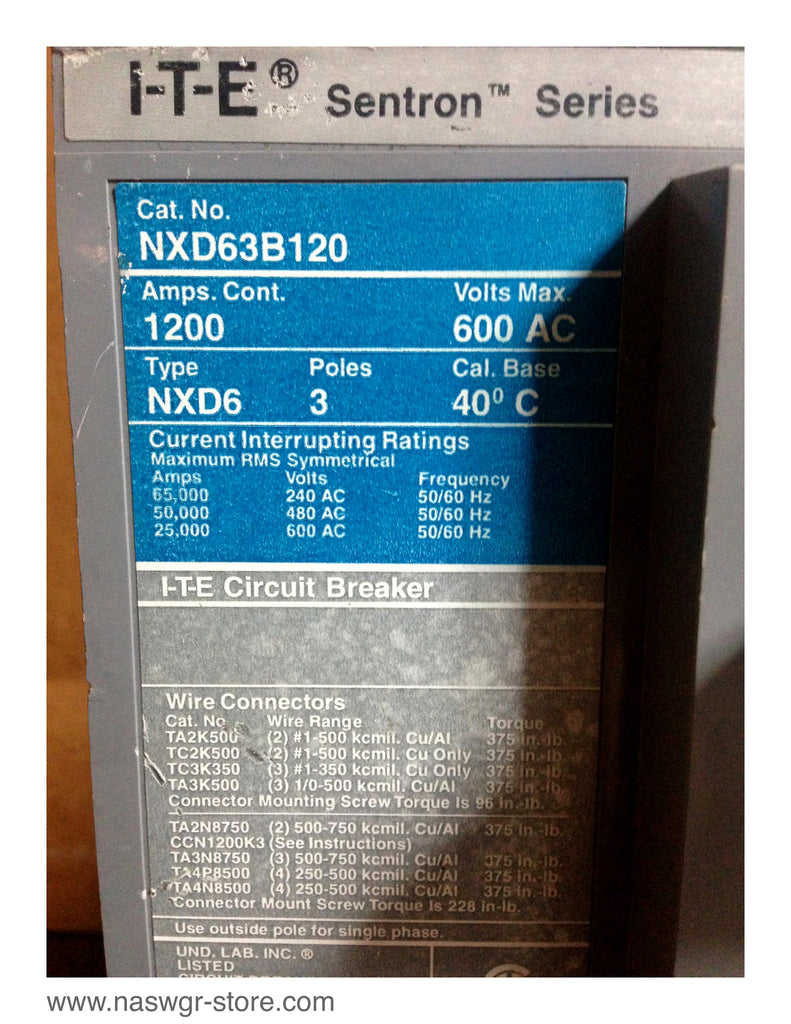 I-T-E® Sentron™ Series
Cat. No.
NXD63B120
Amps. Cont. Volts Max.
1200 600 AC
Type Poles Cal. Base
NXD6 3 40⁰ C
Current Interrupting Ratings
Maximum RMS Symmetrical
Amps Volts Frequency
65,000 240 AC 50/60 Hz
50,000 480 AC 50/60 Hz
25,000 600 AC 50/60 Hz
I-T-E Circuit Breaker
Wire Connectors
Cat. No Wire Range Torque
TA2K500 (2) #1-500 kcmil. Cu/Al 375 in.-lb.
TC2K500 (2) #1-500 kcmil. Cu Only 375 in.-lb.
TC3K350 (3) #1-350 kcmil. Cu Only 375 in.-lb.
TA3K500 (3) 1/0-500 kcmil. Cu/Al 375 in.-lb.
Connector Mounting Screw Torque Is 96 in.-lb.
TA2N8750 (2) 500-750 kcmil. Cu/Al 375 in.-lb.
CCN1200K3 (See Instructions)
TA3N8750 (3) 500-750 kcmil. Cu/Al 375 in.-lb.
TA4P8500 (4) 250-500 kcmil. Cu/Al 375 in.-lb.
TA4N8500 (4) 250-500 kcmil. Cu/Al 375 in.-lb.
Connector Mount Screw Torque Is 228 in-lb.
Use outside pole for single phase.
UND. LAB. INC.®
LISTED
www.naswgr-store.com